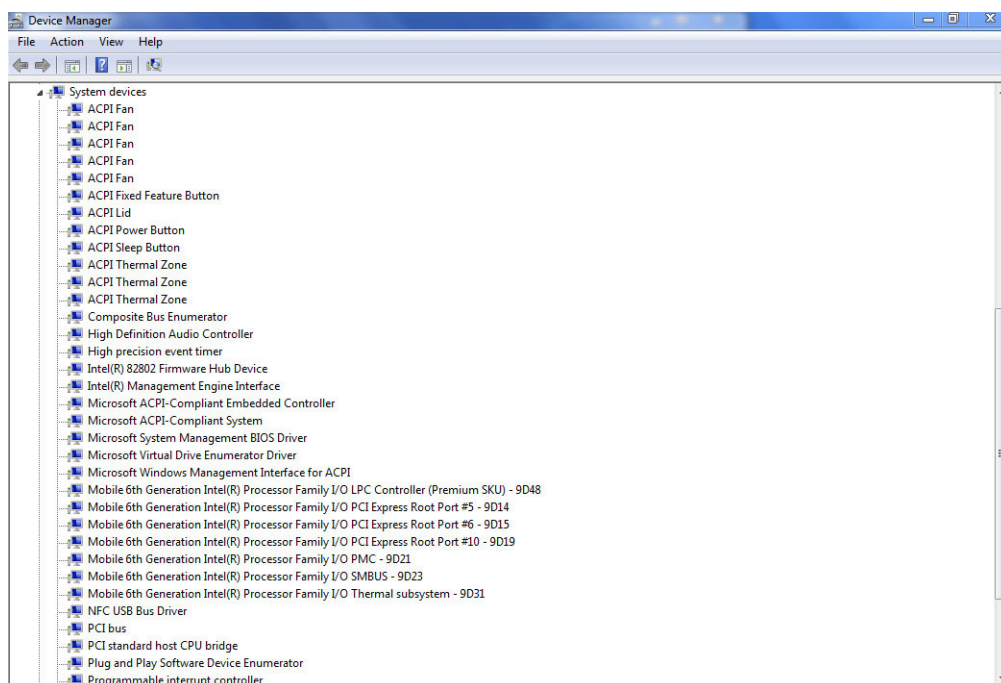 Device Manager
File Action View Help
System devices
ACPI Fan
ACPI Fan
ACPI Fan
ACPI Fan
ACPI Fan
ACPI Fixed Feature Button
ACPI Lid
ACPI Power Button
ACPI Sleep Button
ACPI Thermal Zone
ACPI Thermal Zone
ACPI Thermal Zone
Composite Bus Enumerator
High Definition Audio Controller
High precision event timer
Intel(R) 82802 Firmware Hub Device
Intel(R) Management Engine Interface
Microsoft ACPI-Compliant Embedded Controller
Microsoft ACPI-Compliant System
Microsoft System Management BIOS Driver
Microsoft Virtual Drive Enumerator Driver
Microsoft Windows Management Interface for ACPI
Mobile 6th Generation Intel(R) Processor Family I/O LPC Controller (Premium SKU) - 9D48
Mobile 6th Generation Intel(R) Processor Family I/O PCI Express Root Port #5 - 9D14
Mobile 6th Generation Intel(R) Processor Family I/O PCI Express Root Port #6 - 9D15
Mobile 6th Generation Intel(R) Processor Family I/O PCI Express Root Port #10 - 9D19
Mobile 6th Generation Intel(R) Processor Family I/O PMC - 9D21
Mobile 6th Generation Intel(R) Processor Family I/O SMBUS - 9D23
Mobile 6th Generation Intel(R) Processor Family I/O Thermal subsystem - 9D31
NFC USB Bus Driver
PCI bus
PCI standard host CPU bridge
Plug and Play Software Device Enumerator
Programmable interrupt controller